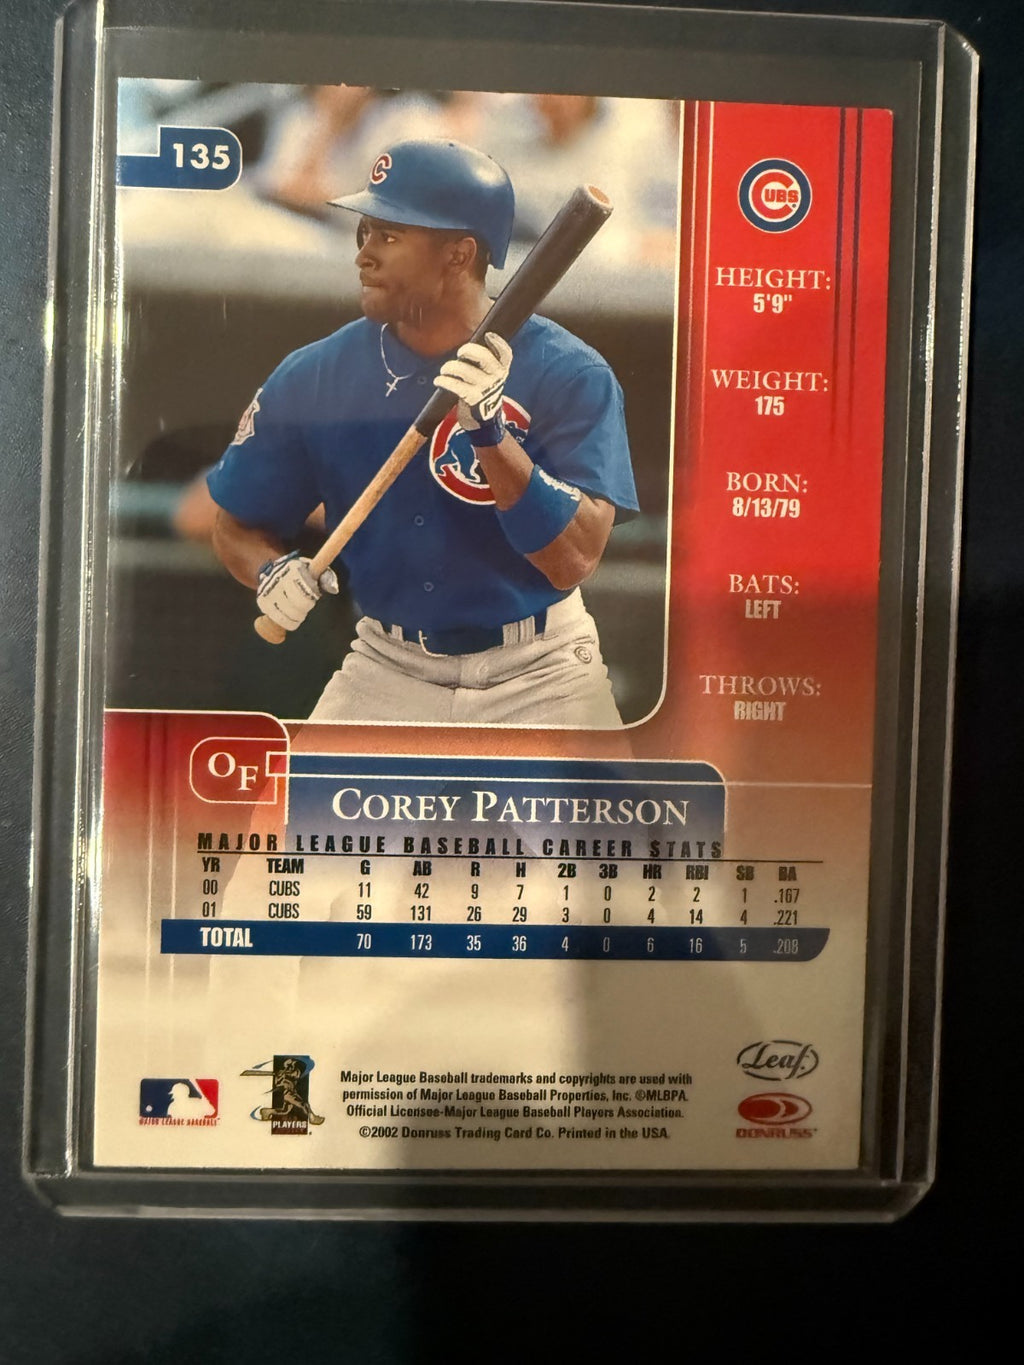 135
C
CUBS
HEIGHT:
5'9"
WEIGHT:
175
BORN:
8/13/79
BATS:
LEFT
THROWS:
RIGHT
OF
COREY PATTERSON
MAJOR LEAGUE BASEBALL CAREER STATS
YR TEAM G AB R H 2B 3B HR RBI SB BA
00 CUBS 11 42 9 7 1 0 2 2 1 .167
01 CUBS 59 131 26 29 3 0 4 14 4 .221
TOTAL 70 173 35 36 4 0 6 16 5 .208
Leaf
DONRUSS
MAJOR LEAGUE BASEBALL
PLAYERS
Major League Baseball trademarks and copyrights are used with
permission of Major League Baseball Properties, Inc. ©MLBPA.
Official Licensee-Major League Baseball Players Association.
©2002 Donruss Trading Card Co. Printed in the USA.